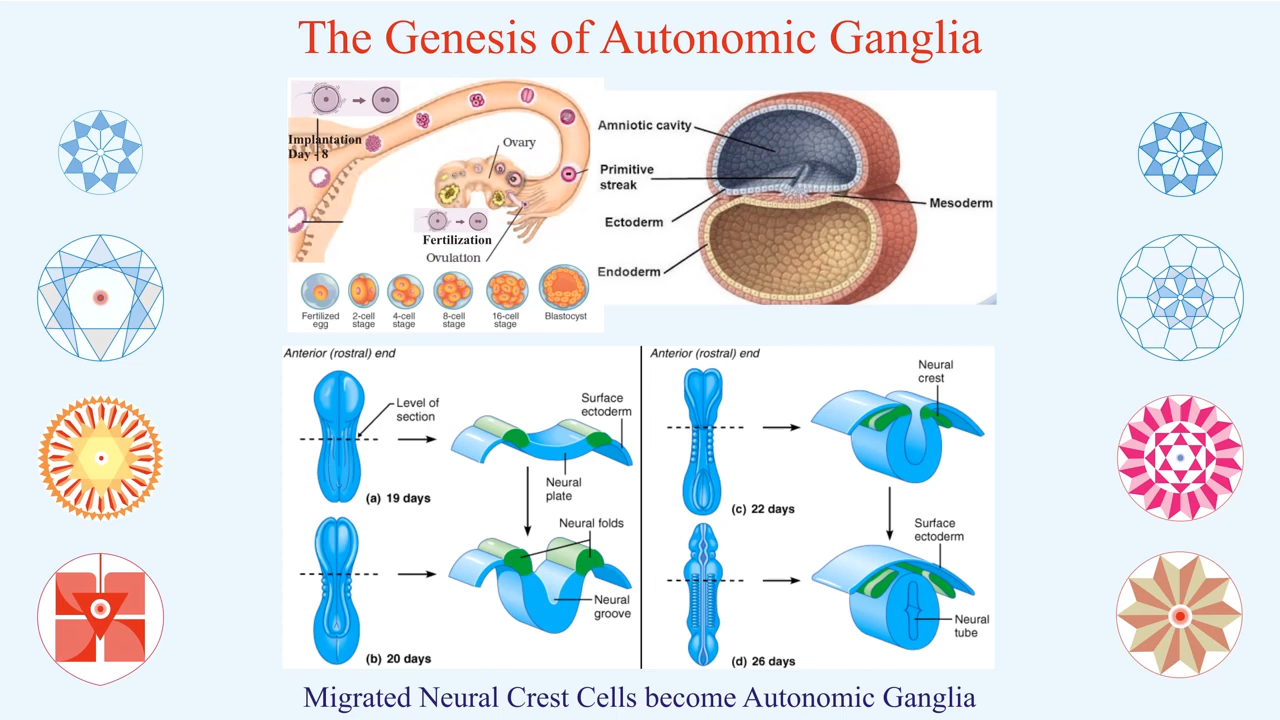 The Genesis of Autonomic Ganglia
Implantation
Day - 8
Ovary
Fertilization
Ovulation
Fertilized
egg
2-cell
stage
4-cell
stage
8-cell
stage
16-cell
stage
Blastocyst
Amniotic cavity
Primitive
streak
Ectoderm
Endoderm
Mesoderm
Anterior (rostral) end
Level of
section
Surface
ectoderm
Neural
plate
(a) 19 days
Neural folds
Neural
groove
(b) 20 days
Anterior (rostral) end
Neural
crest
(c) 22 days
Surface
ectoderm
Neural
tube
(d) 26 days
Migrated Neural Crest Cells become Autonomic Ganglia